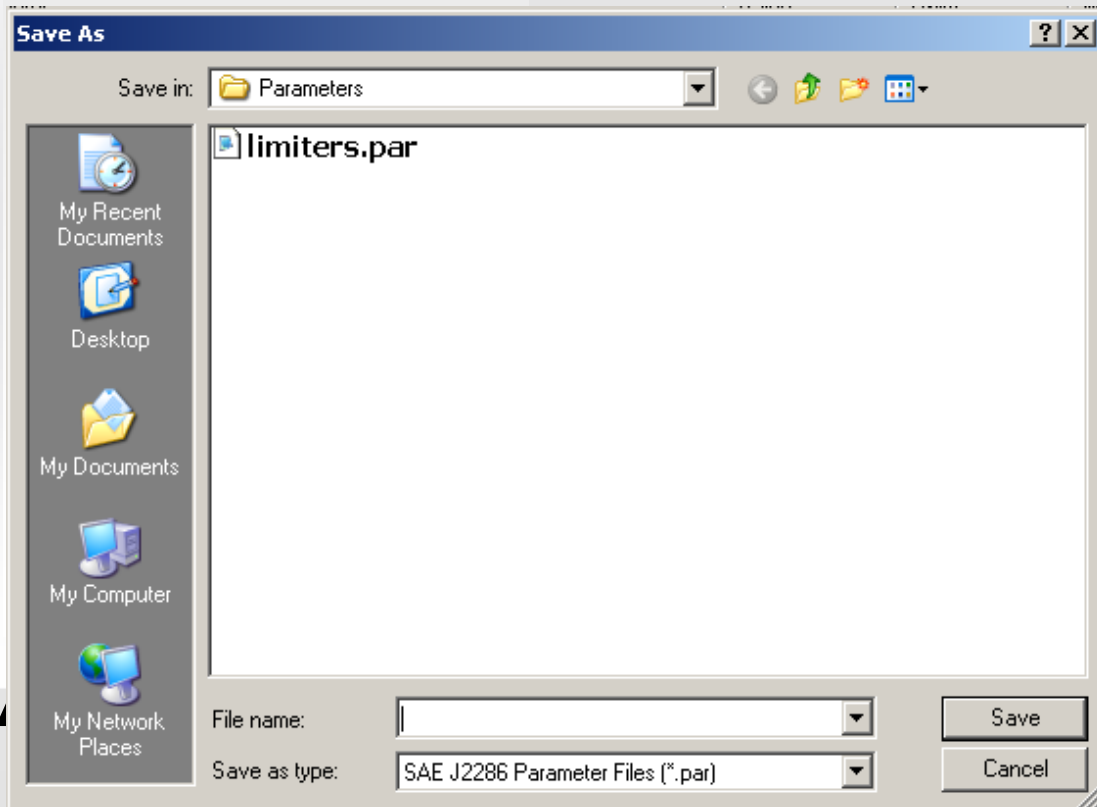 Save As
Save in:
Parameters
limiters.par
My Recent
Documents
Desktop
My Documents
My Computer
My Network
Places
File name:
Save
Save as type:
SAE J2286 Parameter Files (*.par)
Cancel